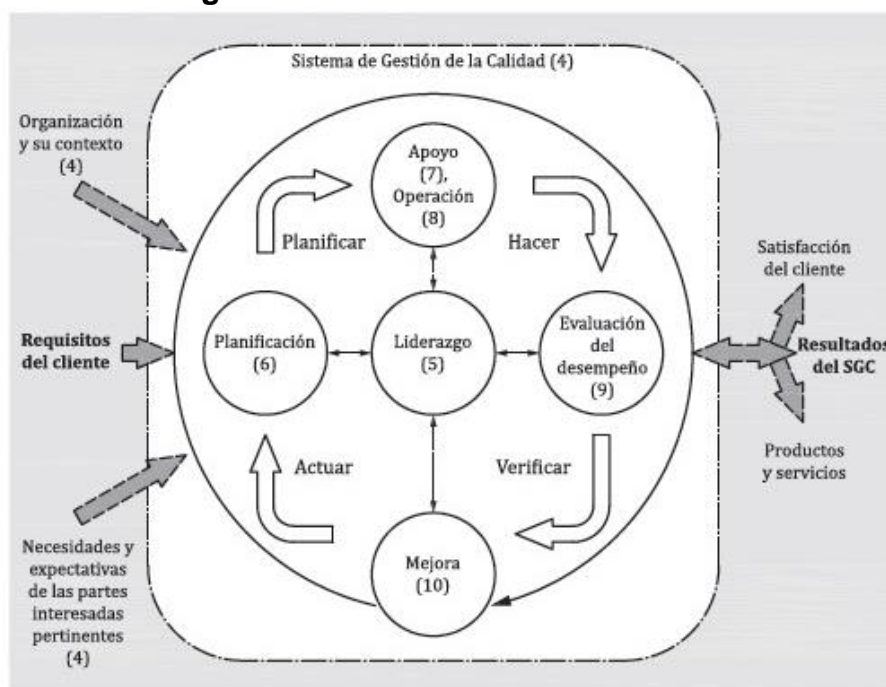 Sistema de Gestión de la Calidad (4)
Organización
y su contexto
(4)
Apoyo
(7),
Operación
(8)
Planificar
Hacer
Satisfacción
del cliente
Requisitos
del cliente
Planificación
(6)
Liderazgo
(5)
Evaluación
del
desempeño
(9)
Resultados
del SGC
Actuar
Verificar
Productos
y servicios
Mejora
(10)
Necesidades y
expectativas
de las partes
interesadas
pertinentes
(4)